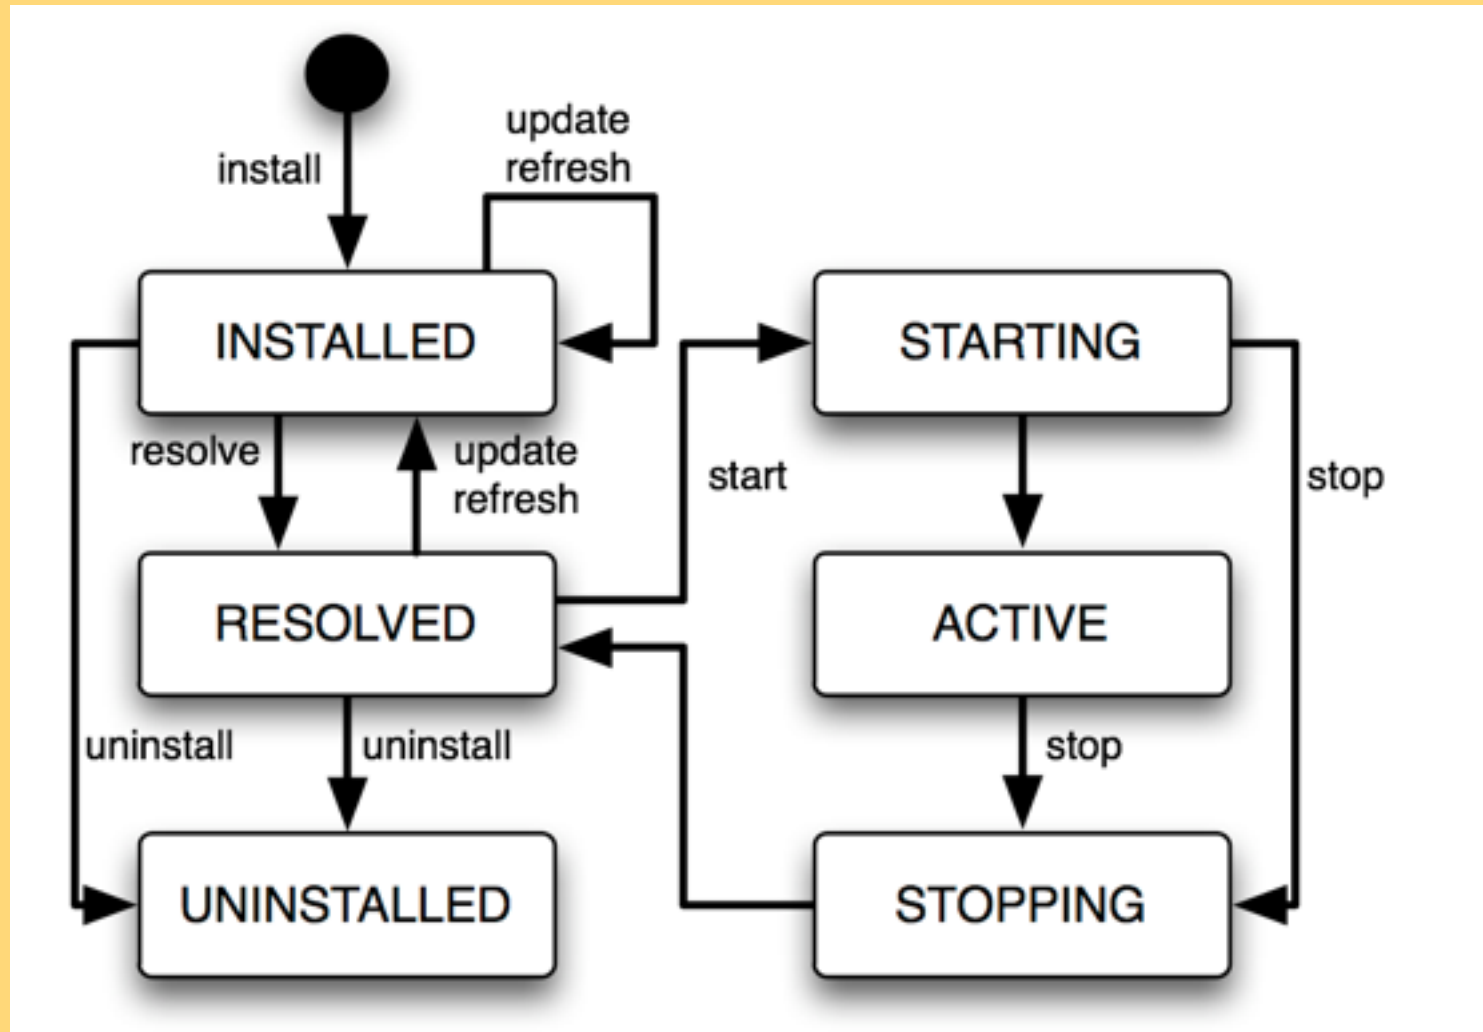 update
refresh
install
INSTALLED
STARTING
resolve
update
refresh
start
stop
RESOLVED
ACTIVE
uninstall
uninstall
stop
UNINSTALLED
STOPPING